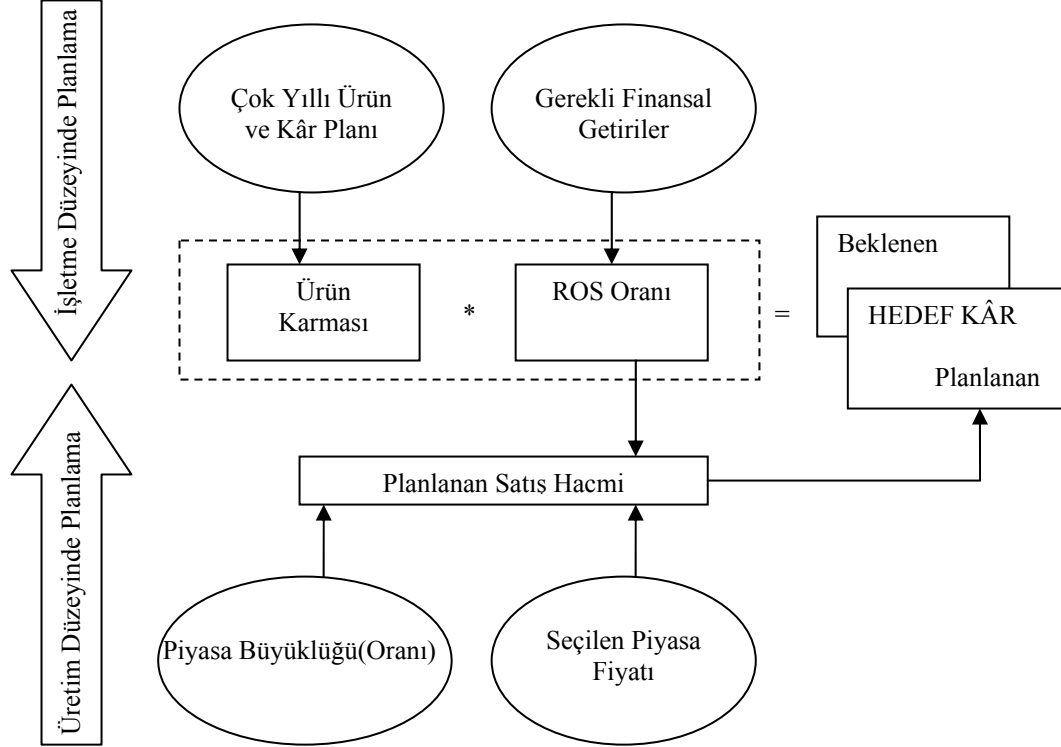 İşletme Düzeyinde Planlama
Çok Yıllı Ürün
ve Kâr Planı
Gerekli Finansal
Getiriler
Ürün
Karması
*
ROS Oranı
=
Beklenen
HEDEF KÂR
Planlanan
Üretim Düzeyinde Planlama
Planlanan Satış Hacmi
Piyasa Büyüklüğü(Oranı)
Seçilen Piyasa
Fiyatı